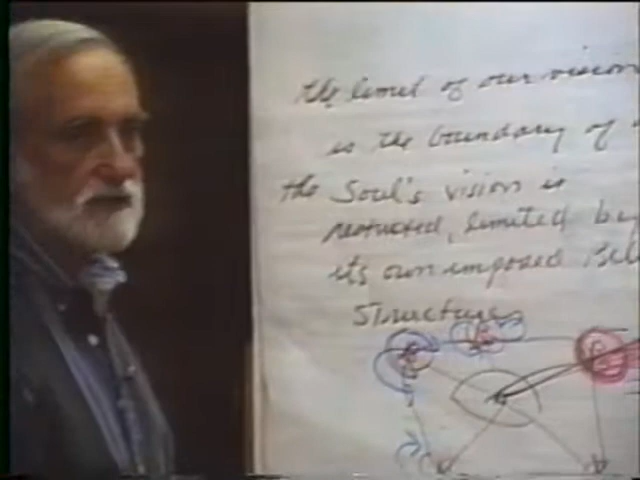 the limit of our vision
is the boundary of
the Soul's vision is
restricted, limited by
its own imposed
Structures